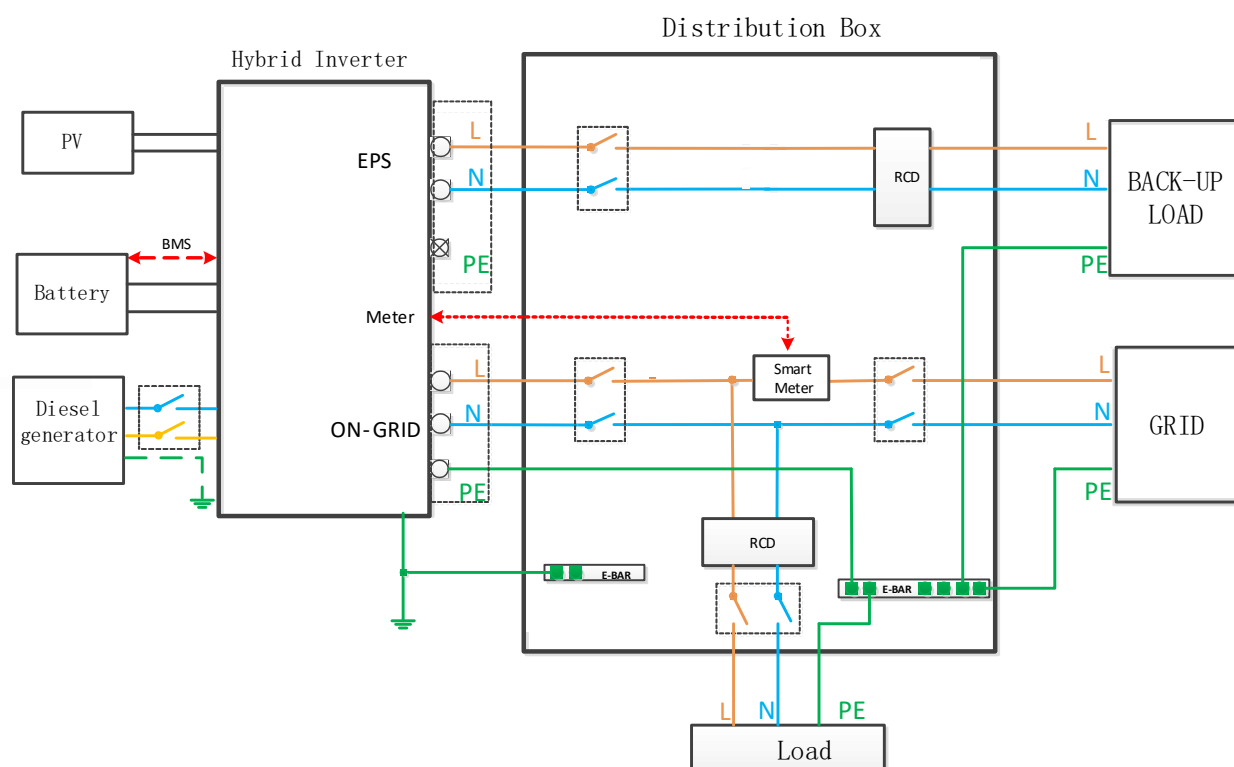 Distribution Box
Hybrid Inverter
PV
EPS
L
N
PE
RCD
L
N
PE
BACK-UP
LOAD
BMS
Battery
Meter
Smart
Meter
L
N
PE
ON-GRID
L
N
PE
GRID
Diesel
generator
RCD
E-BAR
E-BAR
L
N
PE
Load